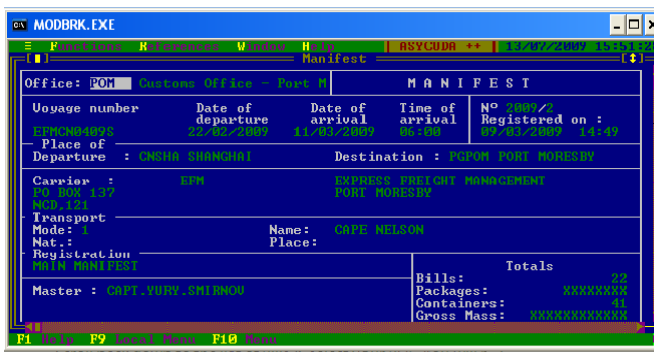 MODBRK.EXE
Functions References Window Help ASYCUDA ++ 13/07/2009 15:51:2
Manifest
Office: POM Customs Office - Port M M A N I F E S T
Voyage number Date of departure Date of arrival Time of arrival Nº 2009/2 Registered on :
EFMCN0409S 22/02/2009 11/03/2009 06:00 09/03/2009 14:49
Place of
Departure : CNSHA SHANGHAI Destination : PGPOM PORT MORESBY
Carrier : EFM EXPRESS FREIGHT MANAGEMENT
PO BOX 137 PORT MORESBY
NCD,121
Transport
Mode: 1 Name: CAPE NELSON
Nat.: Place:
Registration
MAIN MANIFEST Totals
Bills: 22
Master : CAPT.YURY.SMIRNOV Packages: XXXXXXXX
Containers: 41
Gross Mass: XXXXXXXXXXXX
F1 Help F9 Local Menu F10 Menu